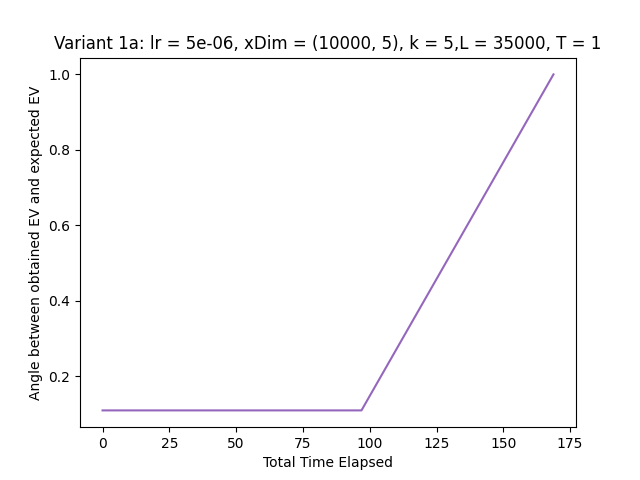 Variant 1a: lr = 5e-06, xDim = (10000, 5), k = 5,L = 35000, T = 1
Angle between obtained EV and expected EV
1.0
0.8
0.6
0.4
0.2
0 25 50 75 100 125 150 175
Total Time Elapsed